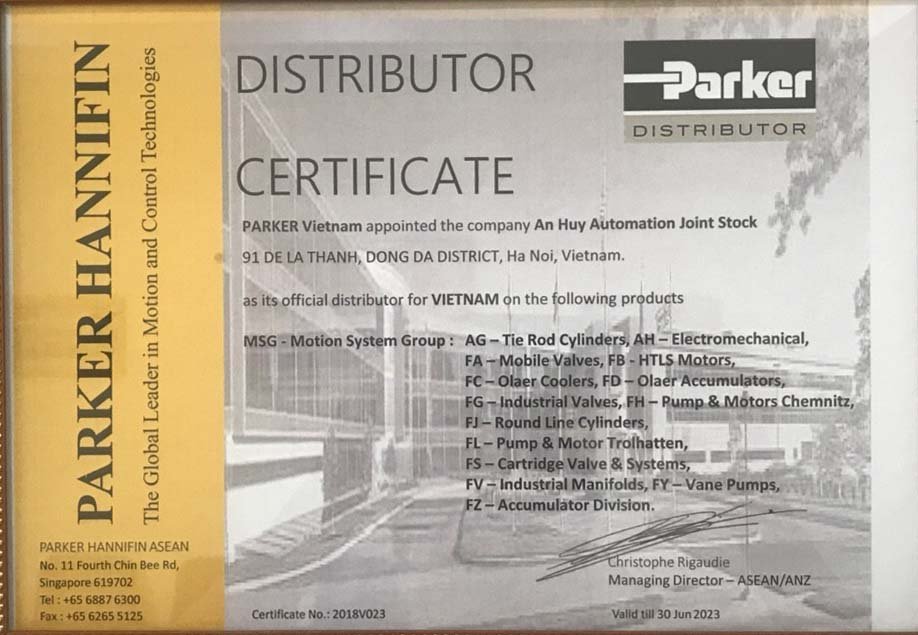 PARKER HANNIFIN
The Global Leader in Motion and Control Technologies
PARKER HANNIFIN ASEAN
No. 11 Fourth Chin Bee Rd,
Singapore 619702
Tel : +65 6887 6300
Fax : +65 6265 5125
DISTRIBUTOR
CERTIFICATE
Parker
DISTRIBUTOR
PARKER Vietnam appointed the company An Huy Automation Joint Stock
91 DE LA THANH, DONG DA DISTRICT, Ha Noi, Vietnam.
as its official distributor for VIETNAM on the following products
MSG - Motion System Group : AG – Tie Rod Cylinders, AH – Electromechanical,
FA – Mobile Valves, FB - HTLS Motors,
FC – Olaer Coolers, FD – Olaer Accumulators,
FG – Industrial Valves, FH – Pump & Motors Chemnitz,
FJ – Round Line Cylinders,
FL – Pump & Motor Trolhatten,
FS – Cartridge Valve & Systems,
FV – Industrial Manifolds, FY – Vane Pumps,
FZ – Accumulator Division.
Christophe Rigaudie
Managing Director – ASEAN/ANZ
Certificate No.: 2018V023
Valid till 30 Jun 2023